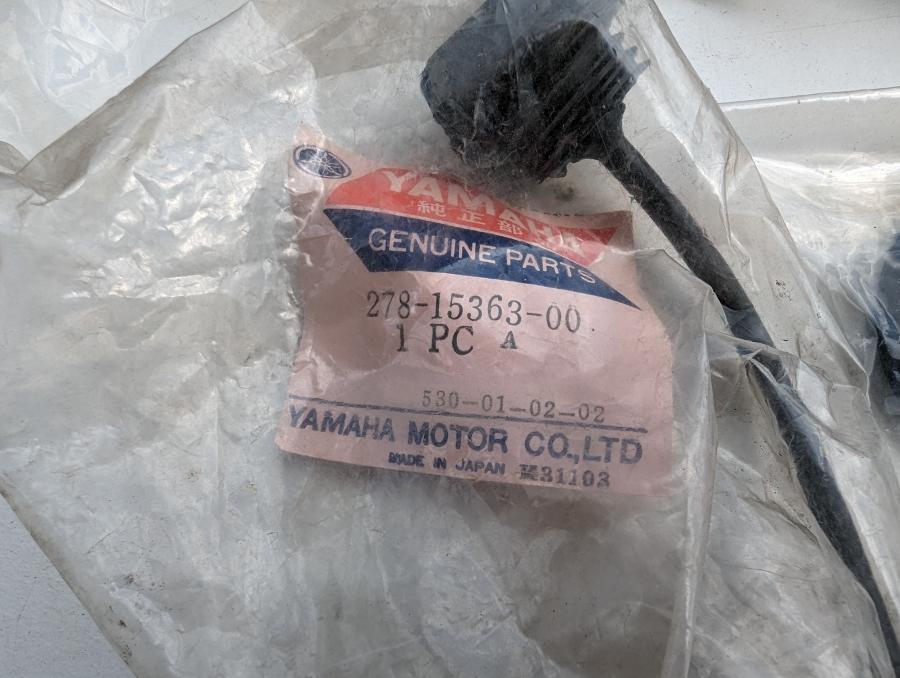 YAMAHA
純正部
GENUINE PARTS
278-15363-00
1 PC A
530-01-02-02
YAMAHA MOTOR CO.,LTD
MADE IN JAPAN 31103